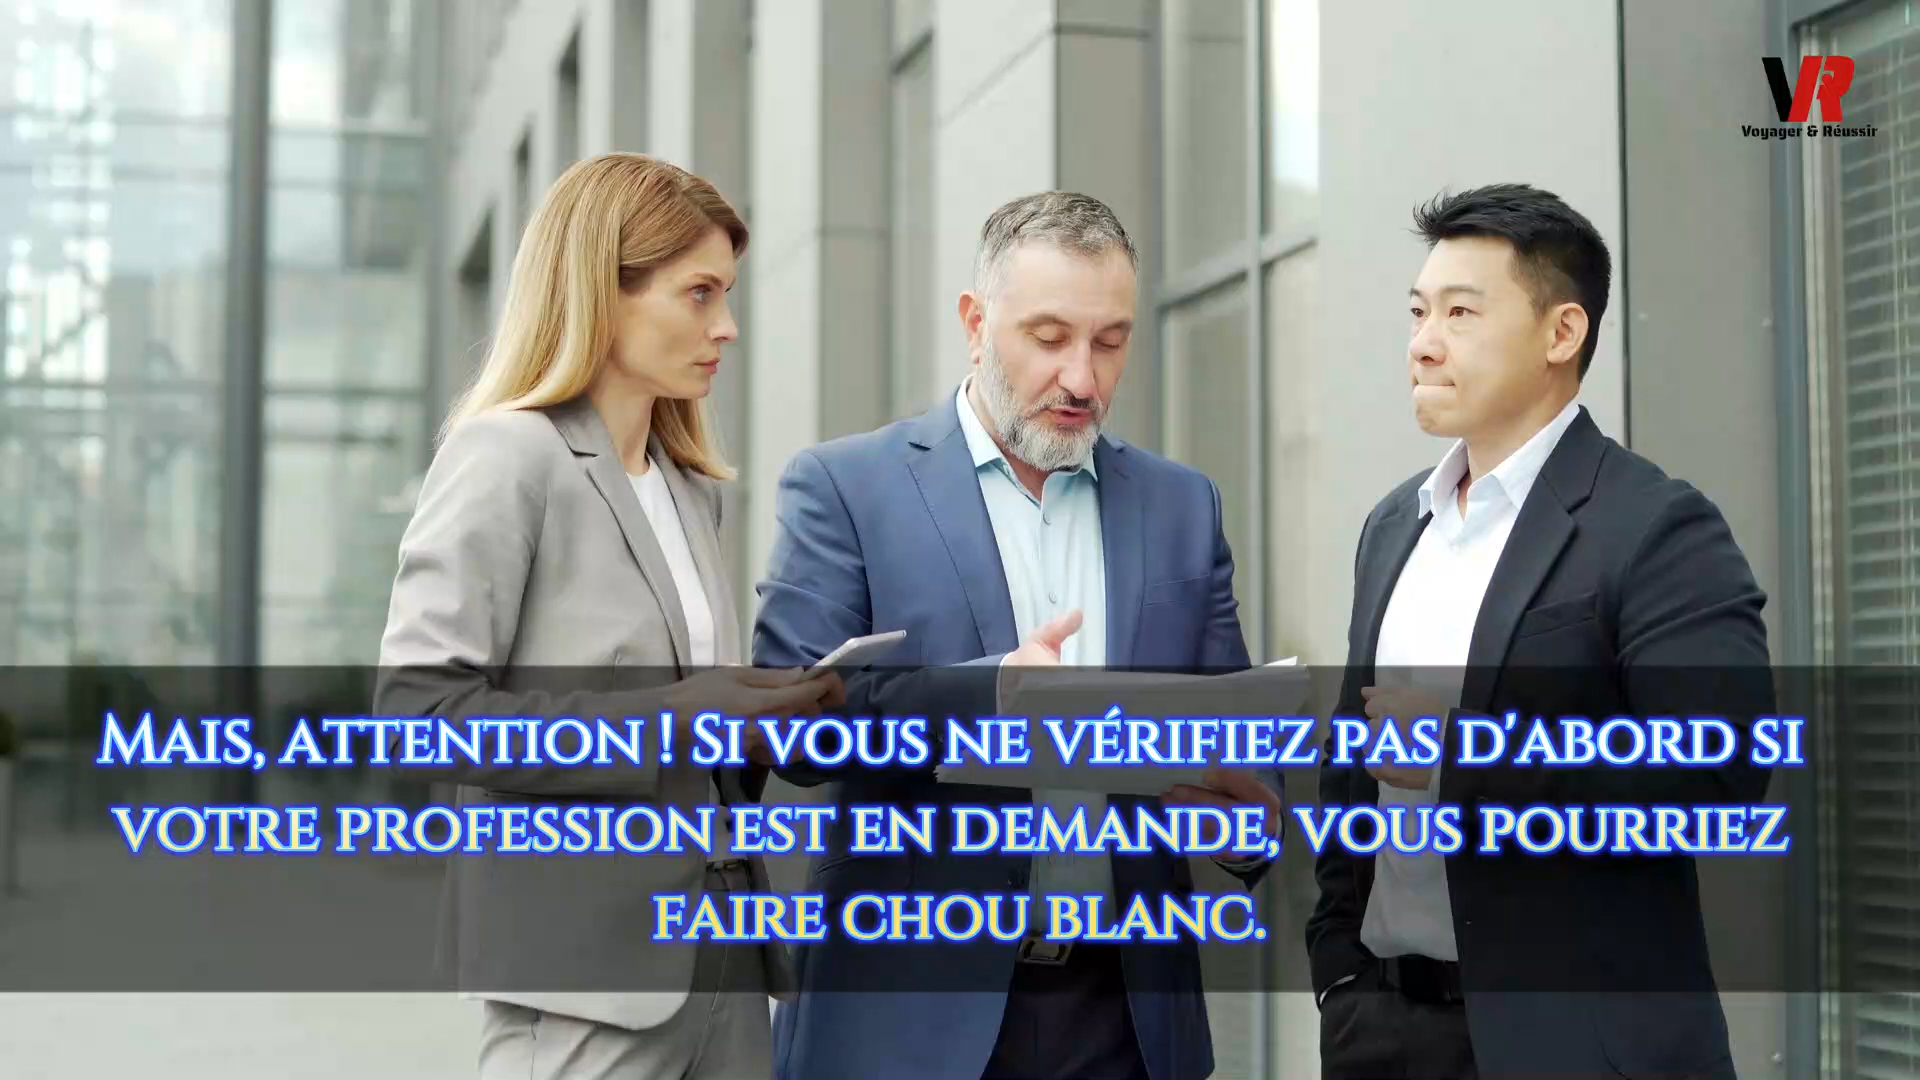 VR
Voyager & Réussir
Mais, attention ! Si vous ne vérifiez pas d'abord si
votre profession est en demande, vous pourriez
faire chou blanc.